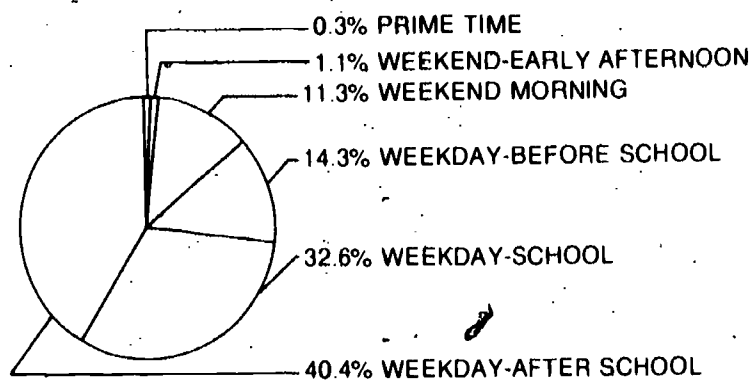 0.3% PRIME TIME
1.1% WEEKEND-EARLY AFTERNOON
11.3% WEEKEND MORNING
14.3% WEEKDAY-BEFORE SCHOOL
32.6% WEEKDAY-SCHOOL
40.4% WEEKDAY-AFTER SCHOOL